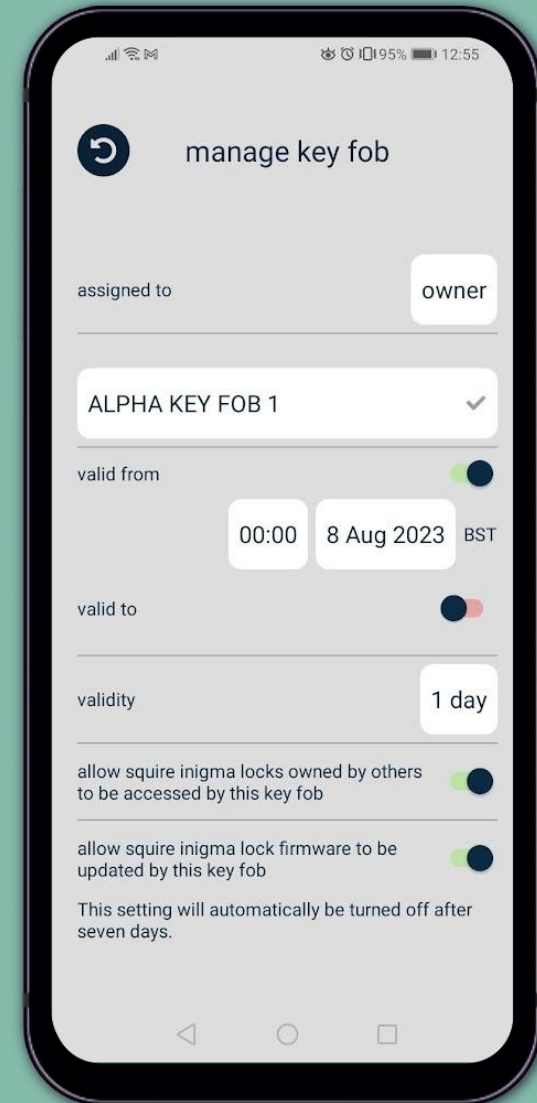 95% 12:55
manage key fob
assigned to owner
ALPHA KEY FOB 1
valid from
00:00 8 Aug 2023 BST
valid to
validity 1 day
allow squire inigma locks owned by others
to be accessed by this key fob
allow squire inigma lock firmware to be
updated by this key fob
This setting will automatically be turned off after
seven days.